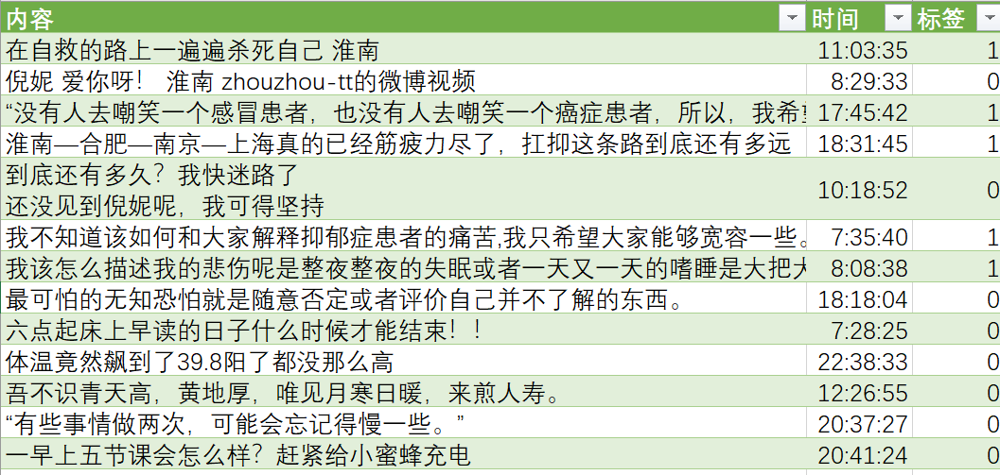 内容 时间 标签
在自救的路上一遍遍杀死自己 淮南 11:03:35 1
倪妮 爱你呀！ 淮南 zhouzhou-tt的微博视频 8:29:33 0
“没有人去嘲笑一个感冒患者，也没有人去嘲笑一个癌症患者，所以，我希 17:45:42 1
淮南—合肥—南京—上海真的已经筋疲力尽了，扛抑这条路到底还有多远 18:31:45 1
到底还有多久？我快迷路了
还没见到倪妮呢，我可得坚持 10:18:52 0
我不知道该如何和大家解释抑郁症患者的痛苦,我只希望大家能够宽容一些。 7:35:40 1
我该怎么描述我的悲伤呢是整夜整夜的失眠或者一天又一天的嗜睡是大把大 8:08:38 1
最可怕的无知恐怕就是随意否定或者评价自己并不了解的东西。 18:18:04 0
六点起床上早读的日子什么时候才能结束！！ 7:28:25 0
体温竟然飙到了39.8阳了都没那么高 22:38:33 0
吾不识青天高，黄地厚，唯见月寒日暖，来煎人寿。 12:26:55 0
“有些事情做两次，可能会忘记得慢一些。” 20:37:27 0
一早上五节课会怎么样？赶紧给小蜜蜂充电 20:41:24 0